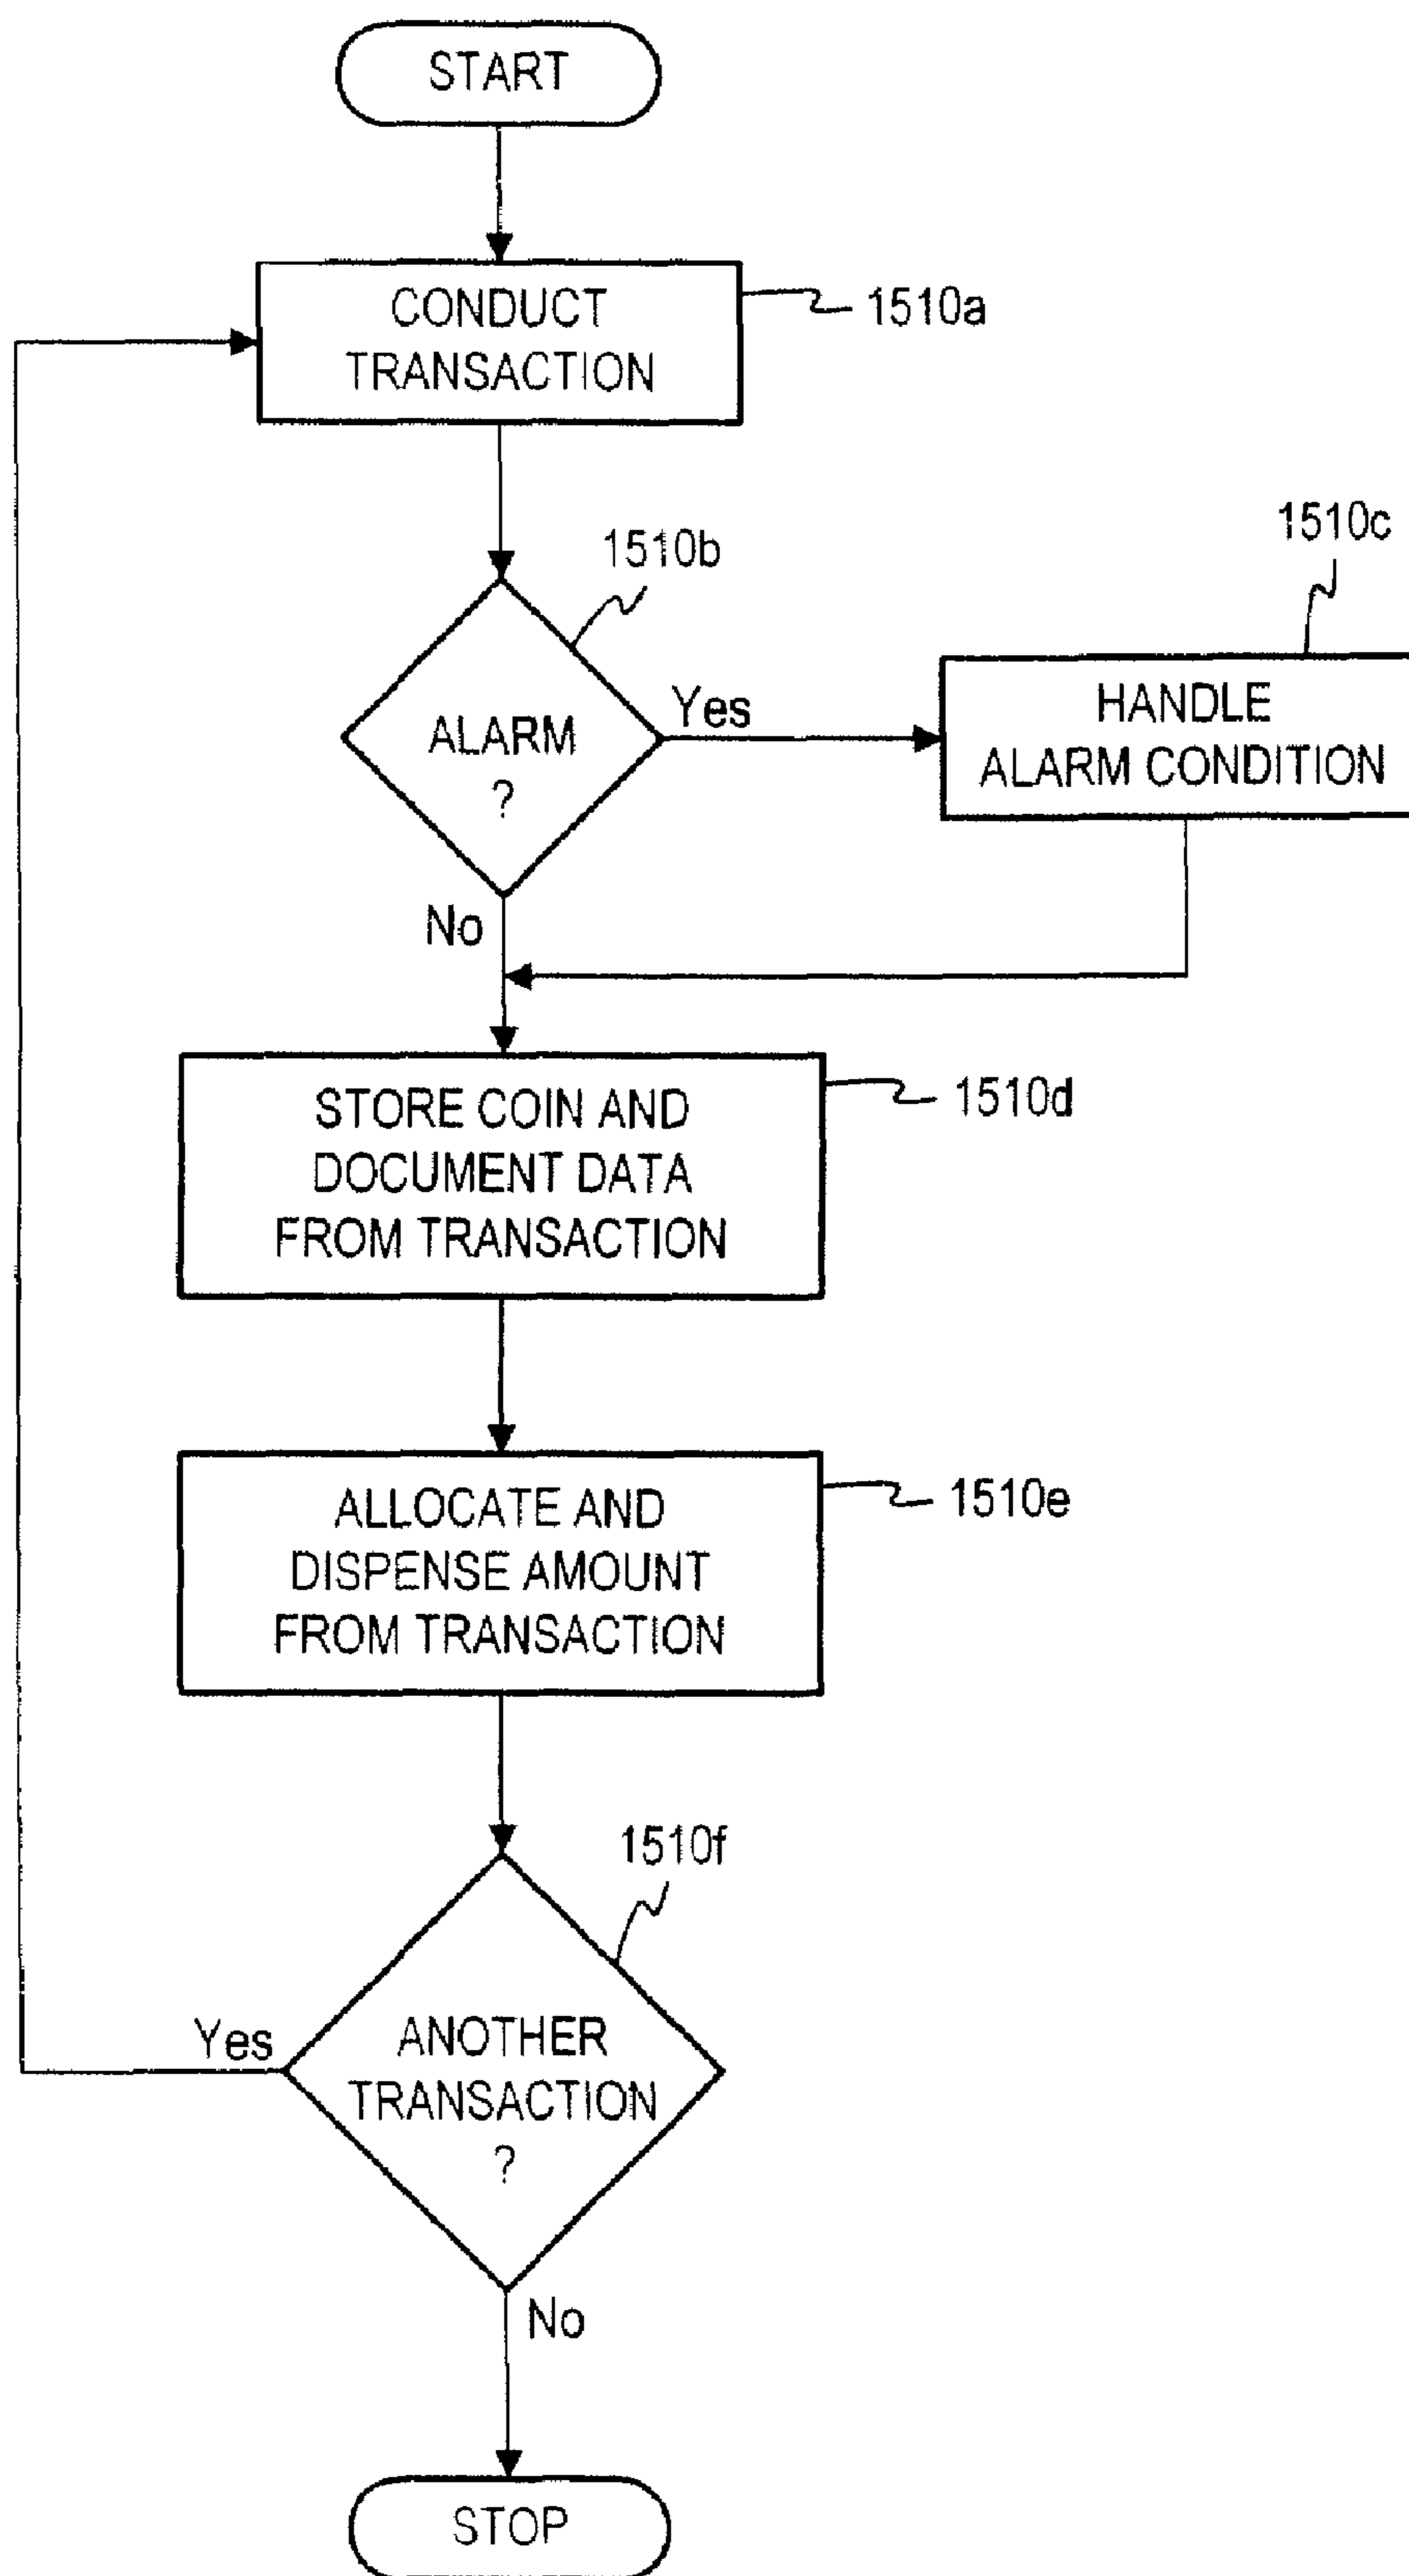 START
CONDUCT
TRANSACTION
1510a
1510b
1510c
ALARM
?
Yes
HANDLE
ALARM CONDITION
No
STORE COIN AND
DOCUMENT DATA
FROM TRANSACTION
1510d
ALLOCATE AND
DISPENSE AMOUNT
FROM TRANSACTION
1510e
1510f
Yes
ANOTHER
TRANSACTION
?
No
STOP